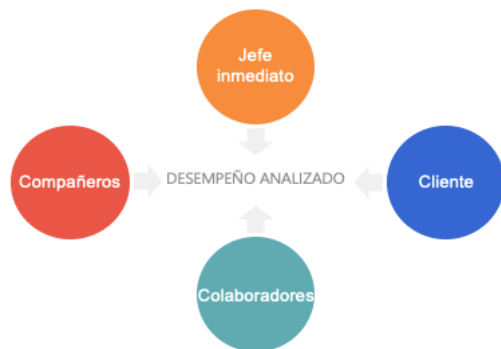 Jefe
inmediato
Compañeros
DESEMPEÑO ANALIZADO
Cliente
Colaboradores